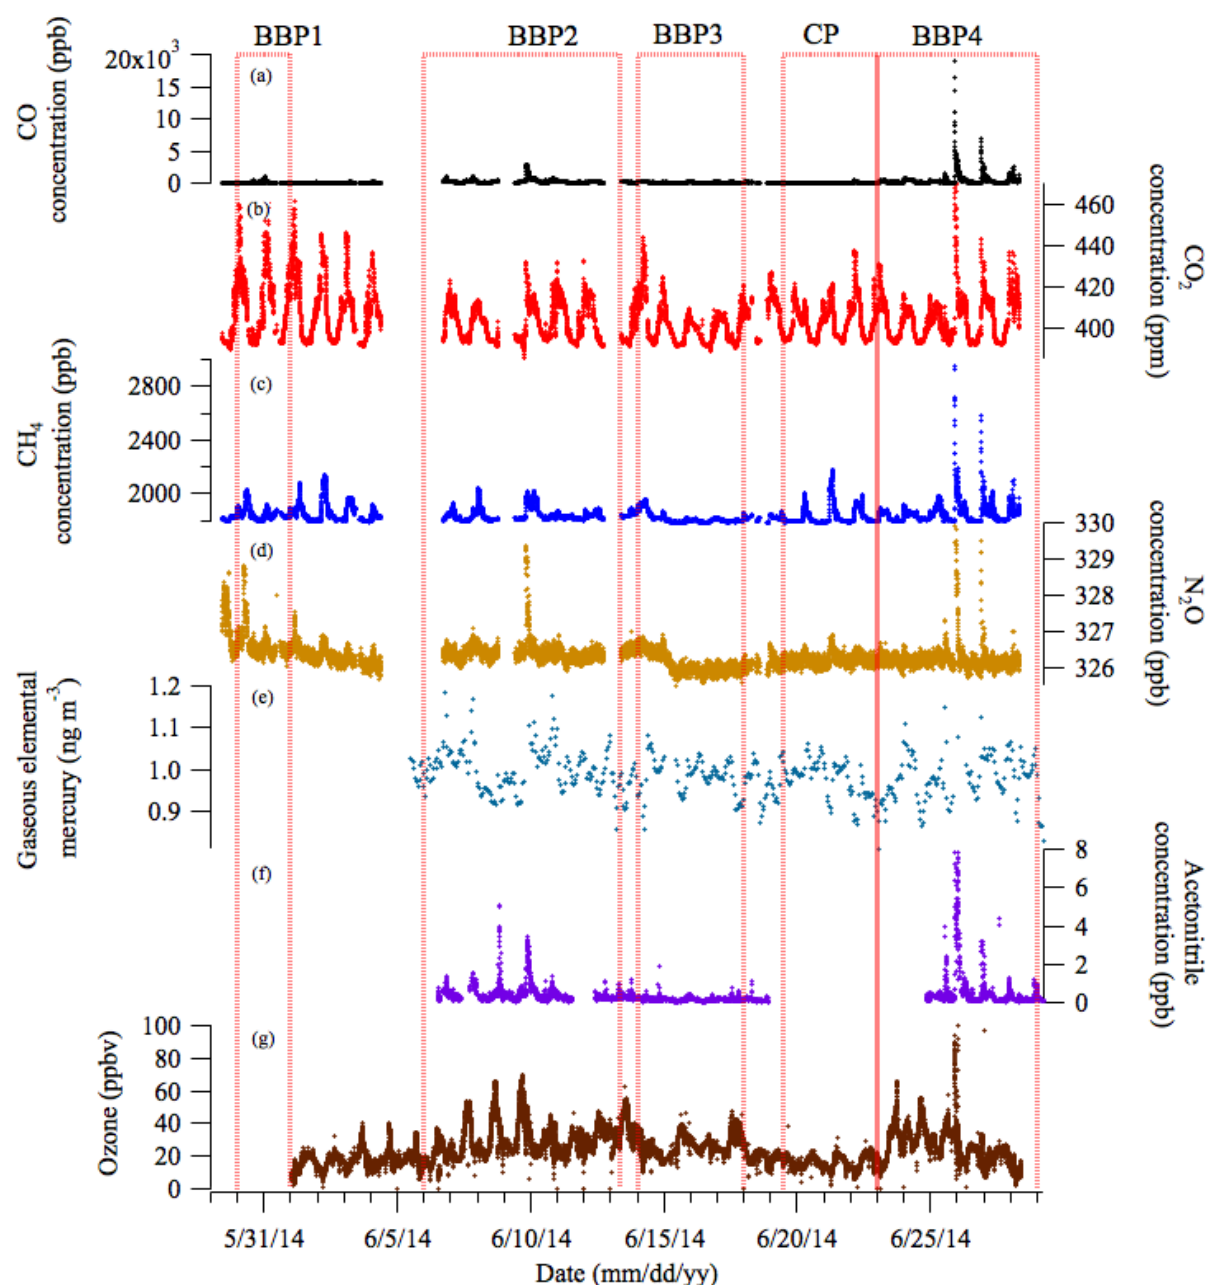 BBP1 BBP2 BBP3 CP BBP4
CO
concentration (ppb)
20x10³
15
10
5
0
(a)
(b)
460
440
420
400
CO₂
concentration (ppm)
CH₄
concentration (ppb)
2800
2400
2000
(c)
(d)
330
329
328
327
326
N₂O
concentration (ppb)
Gaseous elemental
mercury (ng m⁻³)
1.2
1.1
1.0
0.9
(e)
(f)
8
6
4
2
0
Acetonitrile
concentration (ppb)
Ozone (ppbv)
100
80
60
40
20
0
(g)
5/31/14 6/5/14 6/10/14 6/15/14 6/20/14 6/25/14
Date (mm/dd/yy)